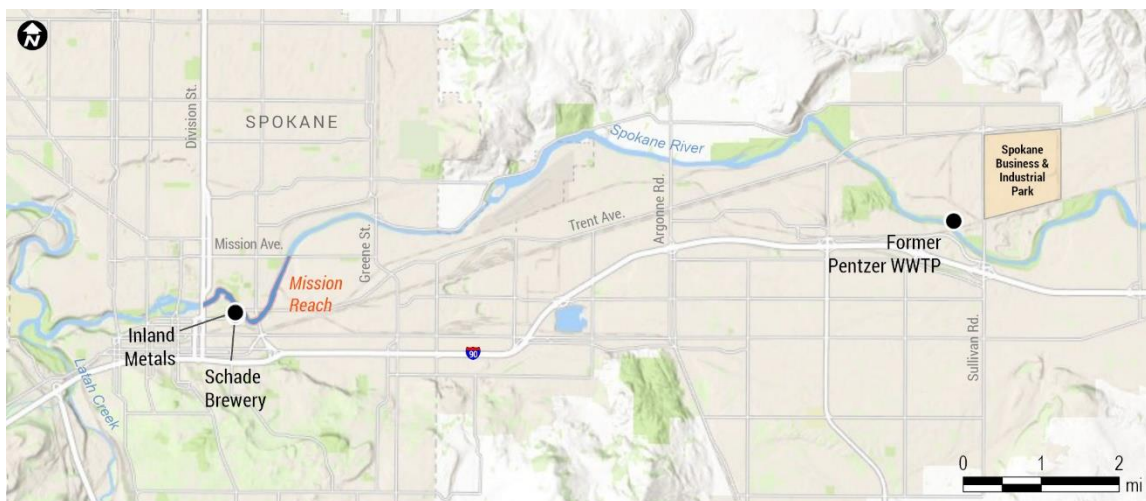 N
Division St.
SPOKANE
Spokane River
Spokane
Business &
Industrial
Park
Mission Ave.
Greene St.
Trent Ave.
Argonne Rd.
Former
Pentzer WWTP
Mission
Reach
Inland
Metals
Schade
Brewery
Latah Creek
90
Sullivan Rd.
0 1 2
mi